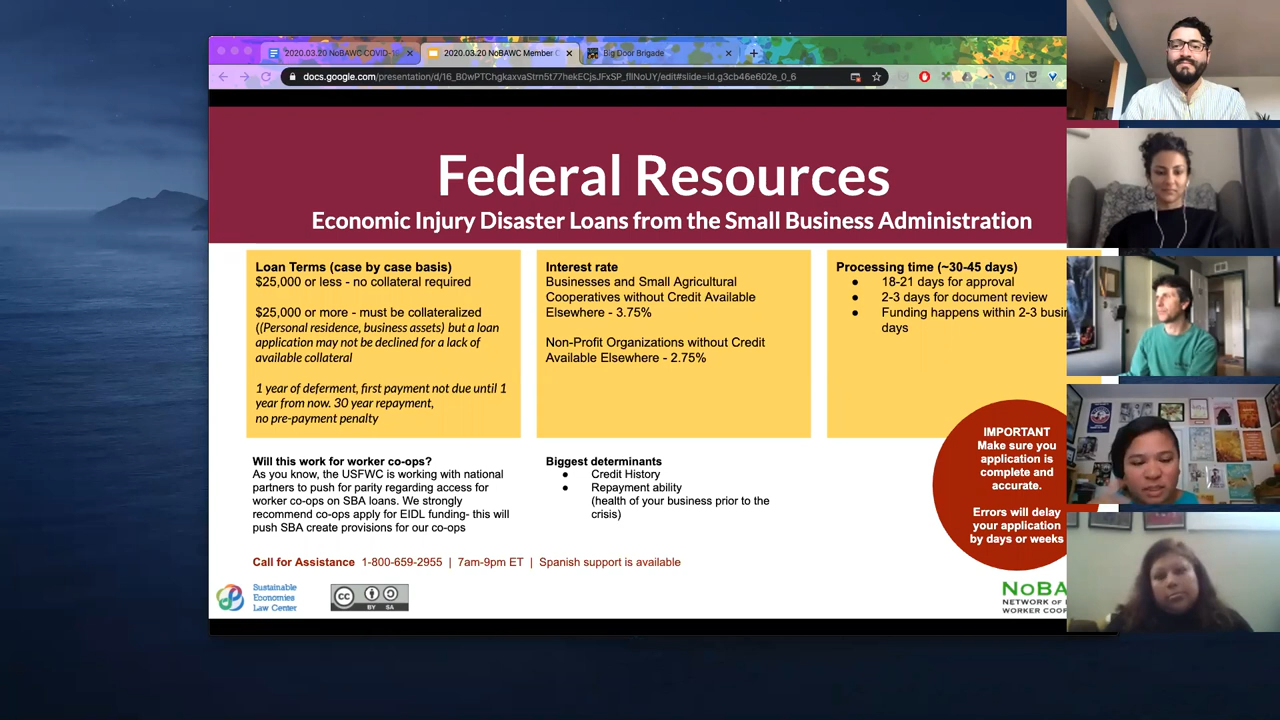 2020.03.20 NoBAWC COVID-1
2020.03.20 NoBAWC Member C
Big Door Brigade
docs.google.com/presentation/d/16_B0wPTChgkaxvaStrn5t77hekECjsJFxSP_flINoUY/edit#slide=id.g3cb46e602e_0_6
Federal Resources
Economic Injury Disaster Loans from the Small Business Administration
Loan Terms (case by case basis)
$25,000 or less - no collateral required
$25,000 or more - must be collateralized
((Personal residence, business assets) but a loan
application may not be declined for a lack of
available collateral
1 year of deferment, first payment not due until 1
year from now. 30 year repayment,
no pre-payment penalty
Interest rate
Businesses and Small Agricultural
Cooperatives without Credit Available
Elsewhere - 3.75%
Non-Profit Organizations without Credit
Available Elsewhere - 2.75%
Processing time (~30-45 days)
● 18-21 days for approval
● 2-3 days for document review
● Funding happens within 2-3 busin
days
Will this work for worker co-ops?
As you know, the USFWC is working with national
partners to push for parity regarding access for
worker co-ops on SBA loans. We strongly
recommend co-ops apply for EIDL funding- this will
push SBA create provisions for our co-ops
Biggest determinants
● Credit History
● Repayment ability
(health of your business prior to the
crisis)
IMPORTANT
Make sure you
application is
complete and
accurate.
Errors will delay
your application
by days or weeks
Call for Assistance 1-800-659-2955 | 7am-9pm ET | Spanish support is available
Sustainable
Economies
Law Center
cc
BY SA
NoBA
NETWORK OF
WORKER COO